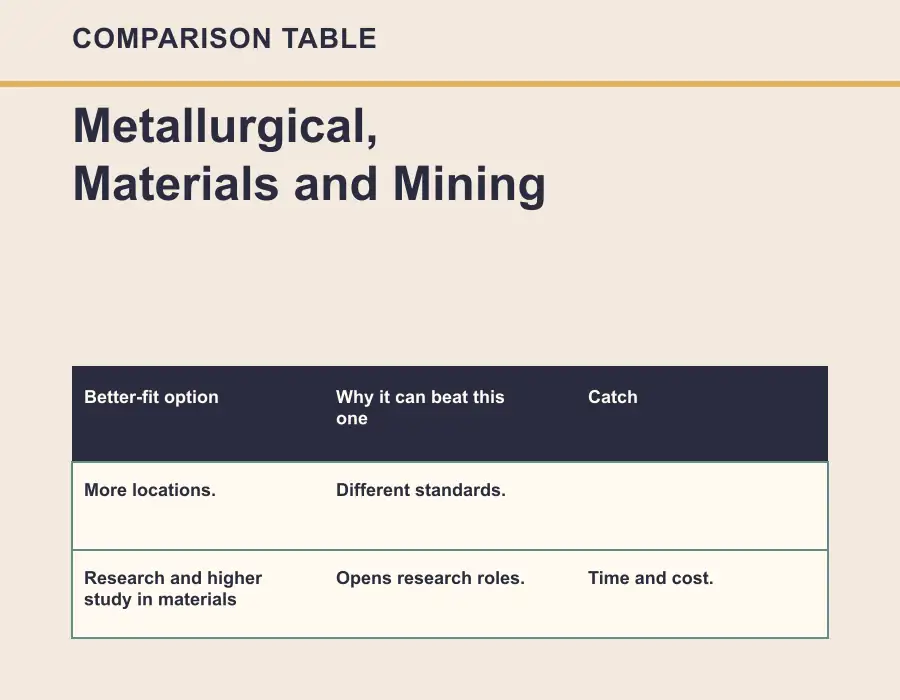 COMPARISON TABLE
Metallurgical,
Materials and Mining
Better-fit option
Why it can beat this
one
Catch
More locations.
Different standards.
Research and higher
study in materials
Opens research roles.
Time and cost.